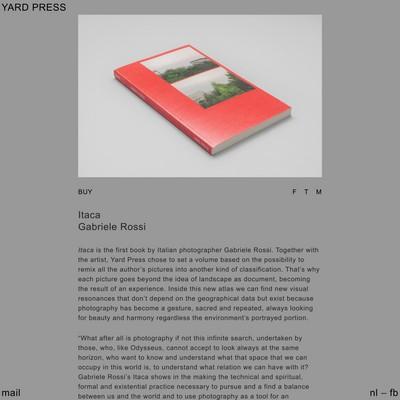 YARD PRESS
BUY
F T M
Itaca
Gabriele Rossi
Itaca is the first book by Italian photographer Gabriele Rossi. Together with
the artist, Yard Press chose to set a volume based on the possibility to
remix all the author's pictures into another kind of classification. That's why
each picture goes beyond the idea of landscape as document, becoming
the result of an experience. Inside this new atlas we can find new visual
resonances that don't depend on the geographical data but exist because
photography has become a gesture, sacred and repeated, always looking
for beauty and harmony regardless the environment's portrayed portion.
"What after all is photography if not this infinite search, undertaken by
those, who, like Odysseus, cannot accept to look always at the same
horizon, who want to know and understand what that space that we can
occupy in this world is, to understand what relation we can have with it?
Gabriele Rossi's Itaca shows in the making the technical and spiritual,
formal and existential practice necessary to pursue and a find a balance
between us and the world and to use photography as a tool for an
mail
nl – fb